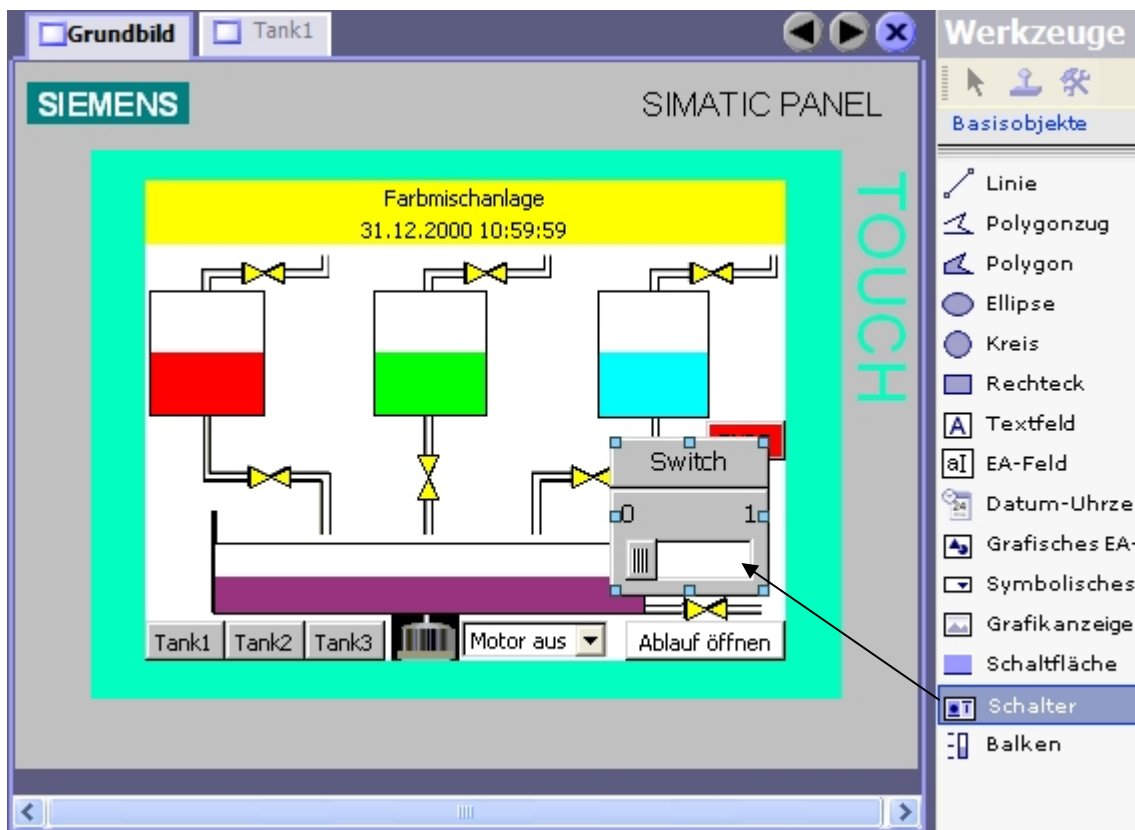 Grundbild
Tank1
Werkzeuge
SIEMENS
SIMATIC PANEL
Basisobjekte
TOUCH
Farbmischanlage
31.12.2000 10:59:59
Switch
0 1
Tank1
Tank2
Tank3
Motor aus
Ablauf öffnen
Linie
Polygonzug
Polygon
Ellipse
Kreis
Rechteck
A Textfeld
aI EA-Feld
24 Datum-Uhrze
Grafisches EA-
Symbolisches
Grafikanzeige
Schaltfläche
Schalter
Balken